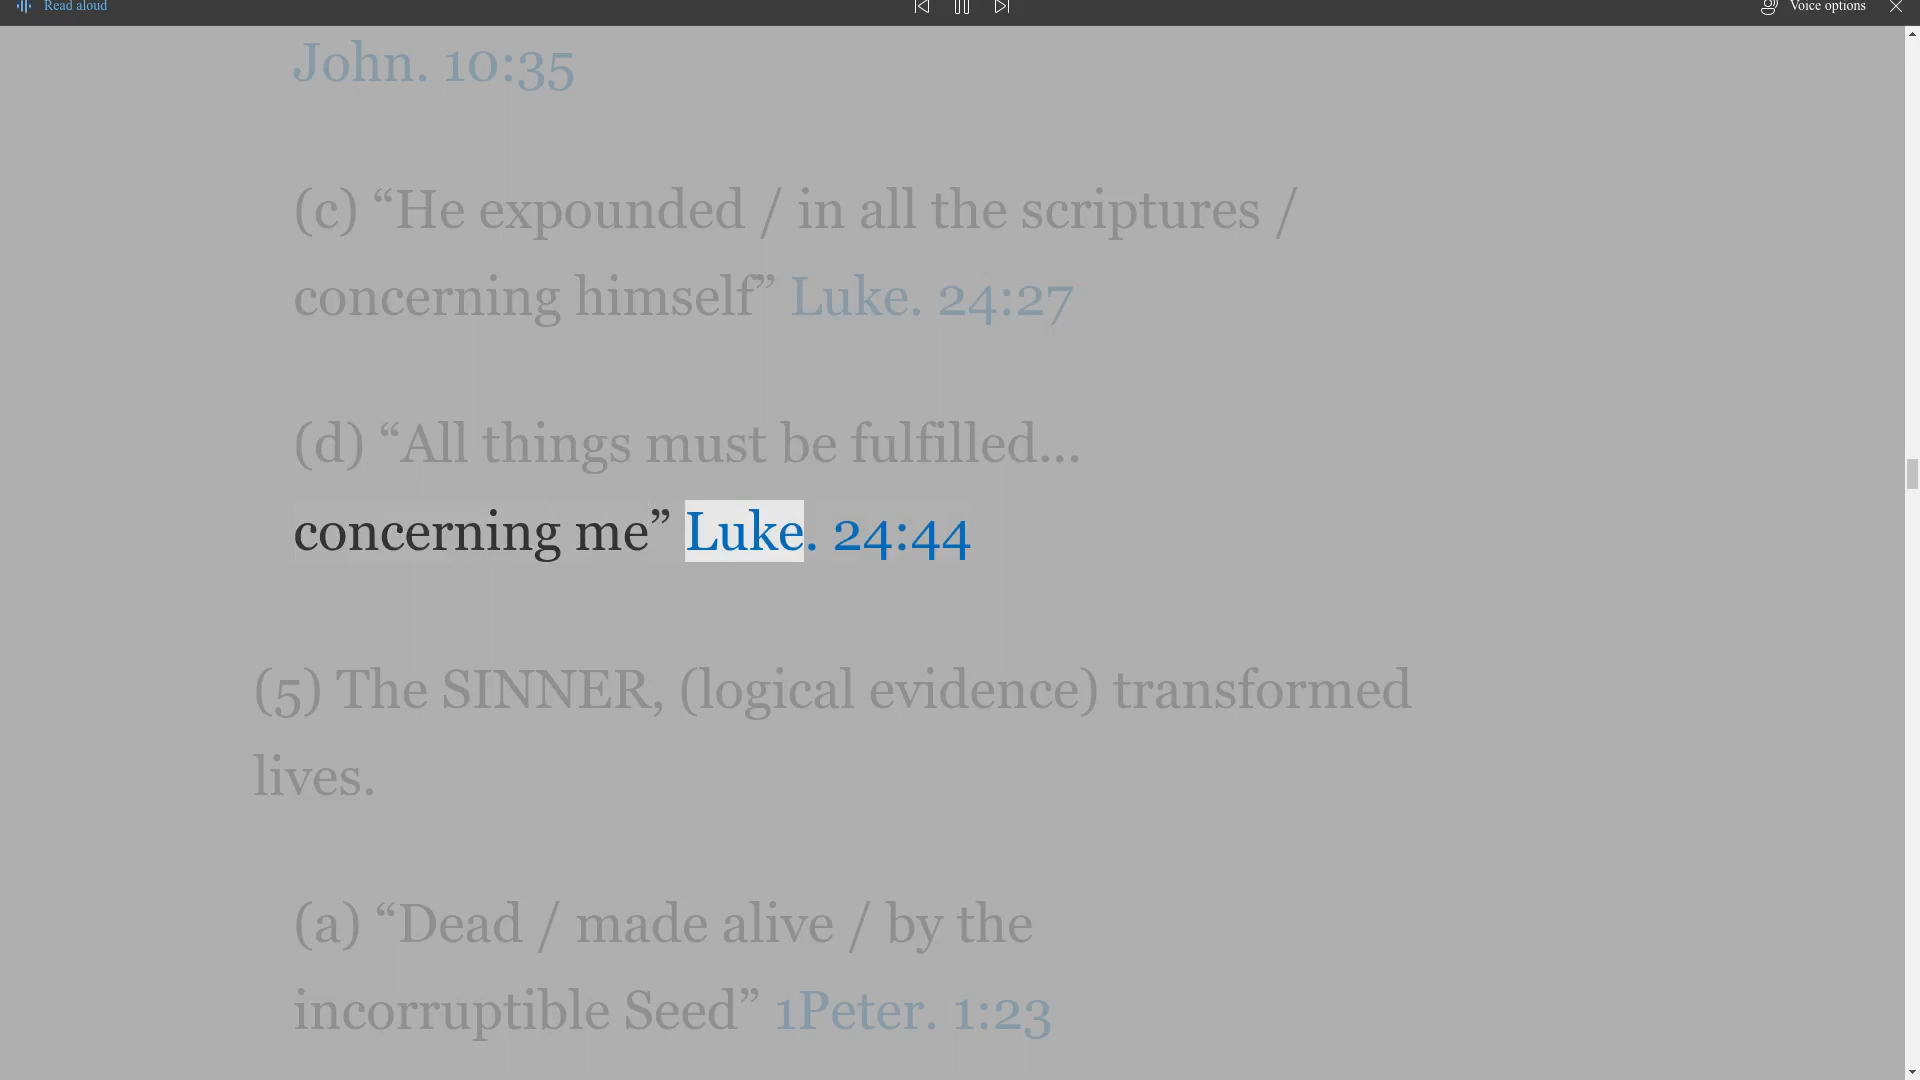 Read aloud
Voice options
John. 10:35
(c) “He expounded / in all the scriptures /
concerning himself” Luke. 24:27
(d) “All things must be fulfilled...
concerning me” Luke. 24:44
(5) The SINNER, (logical evidence) transformed
lives.
(a) “Dead / made alive / by the
incorruptible Seed” 1Peter. 1:23